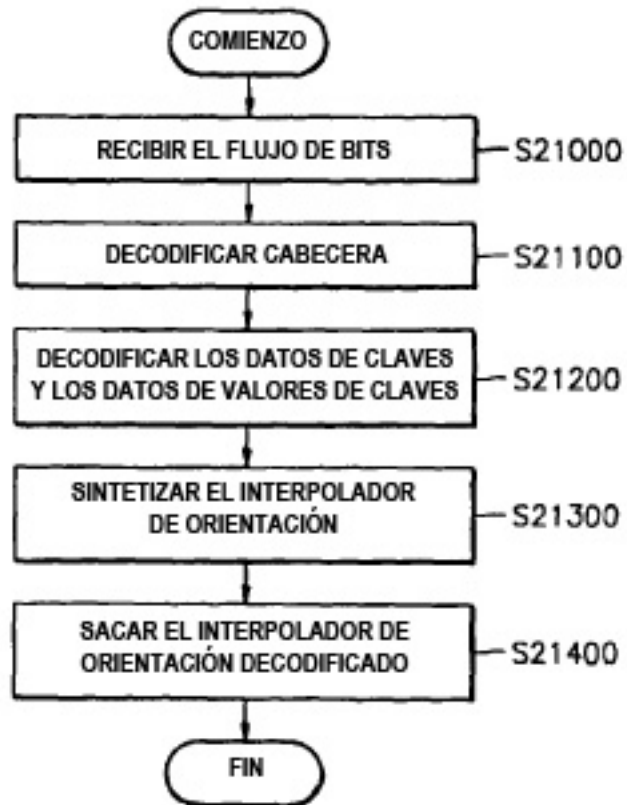 COMIENZO
RECIBIR EL FLUJO DE BITS
S21000
DECODIFICAR CABECERA
S21100
DECODIFICAR LOS DATOS DE CLAVES
Y LOS DATOS DE VALORES DE CLAVES
S21200
SINTETIZAR EL INTERPOLADOR
DE ORIENTACIÓN
S21300
SACAR EL INTERPOLADOR DE
ORIENTACIÓN DECODIFICADO
S21400
FIN